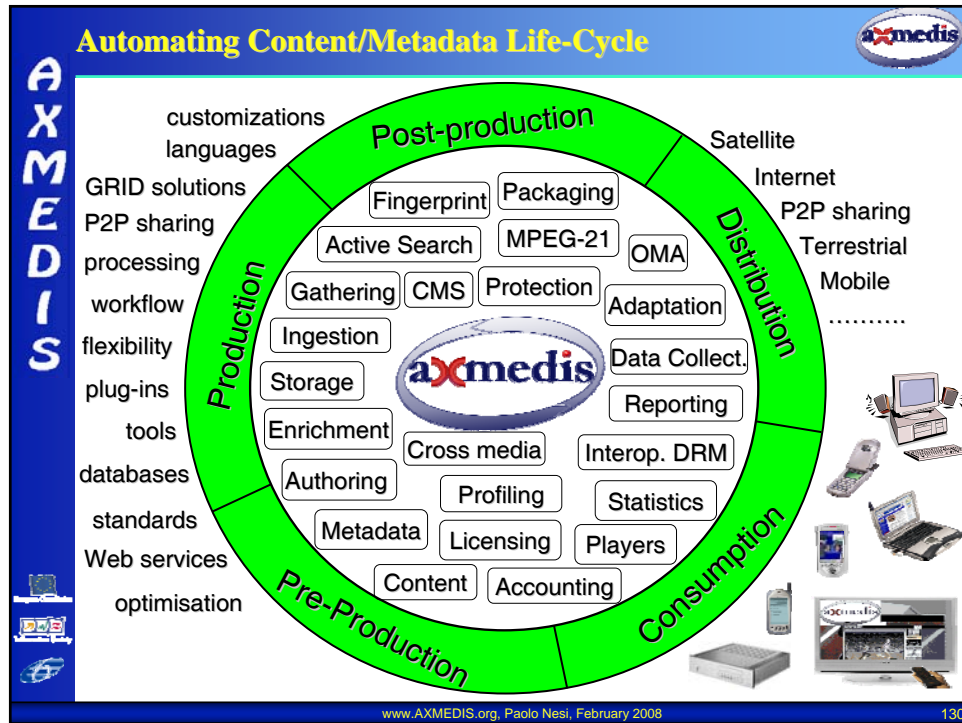 Automating Content/Metadata Life-Cycle
axmedis
AXMEDIS
customizations
languages
GRID solutions
P2P sharing
processing
workflow
flexibility
plug-ins
tools
databases
standards
Web services
optimisation
Post-production
Production
Pre-Production
Distribution
Consumption
Fingerprint
Packaging
Active Search
MPEG-21
OMA
Gathering
CMS
Protection
Adaptation
Ingestion
axmedis
Data Collect.
Storage
Reporting
Enrichment
Cross media
Interop. DRM
Authoring
Profiling
Statistics
Metadata
Licensing
Players
Content
Accounting
Satellite
Internet
P2P sharing
Terrestrial
Mobile
..........
axmedis
www.AXMEDIS.org, Paolo Nesi, February 2008
130